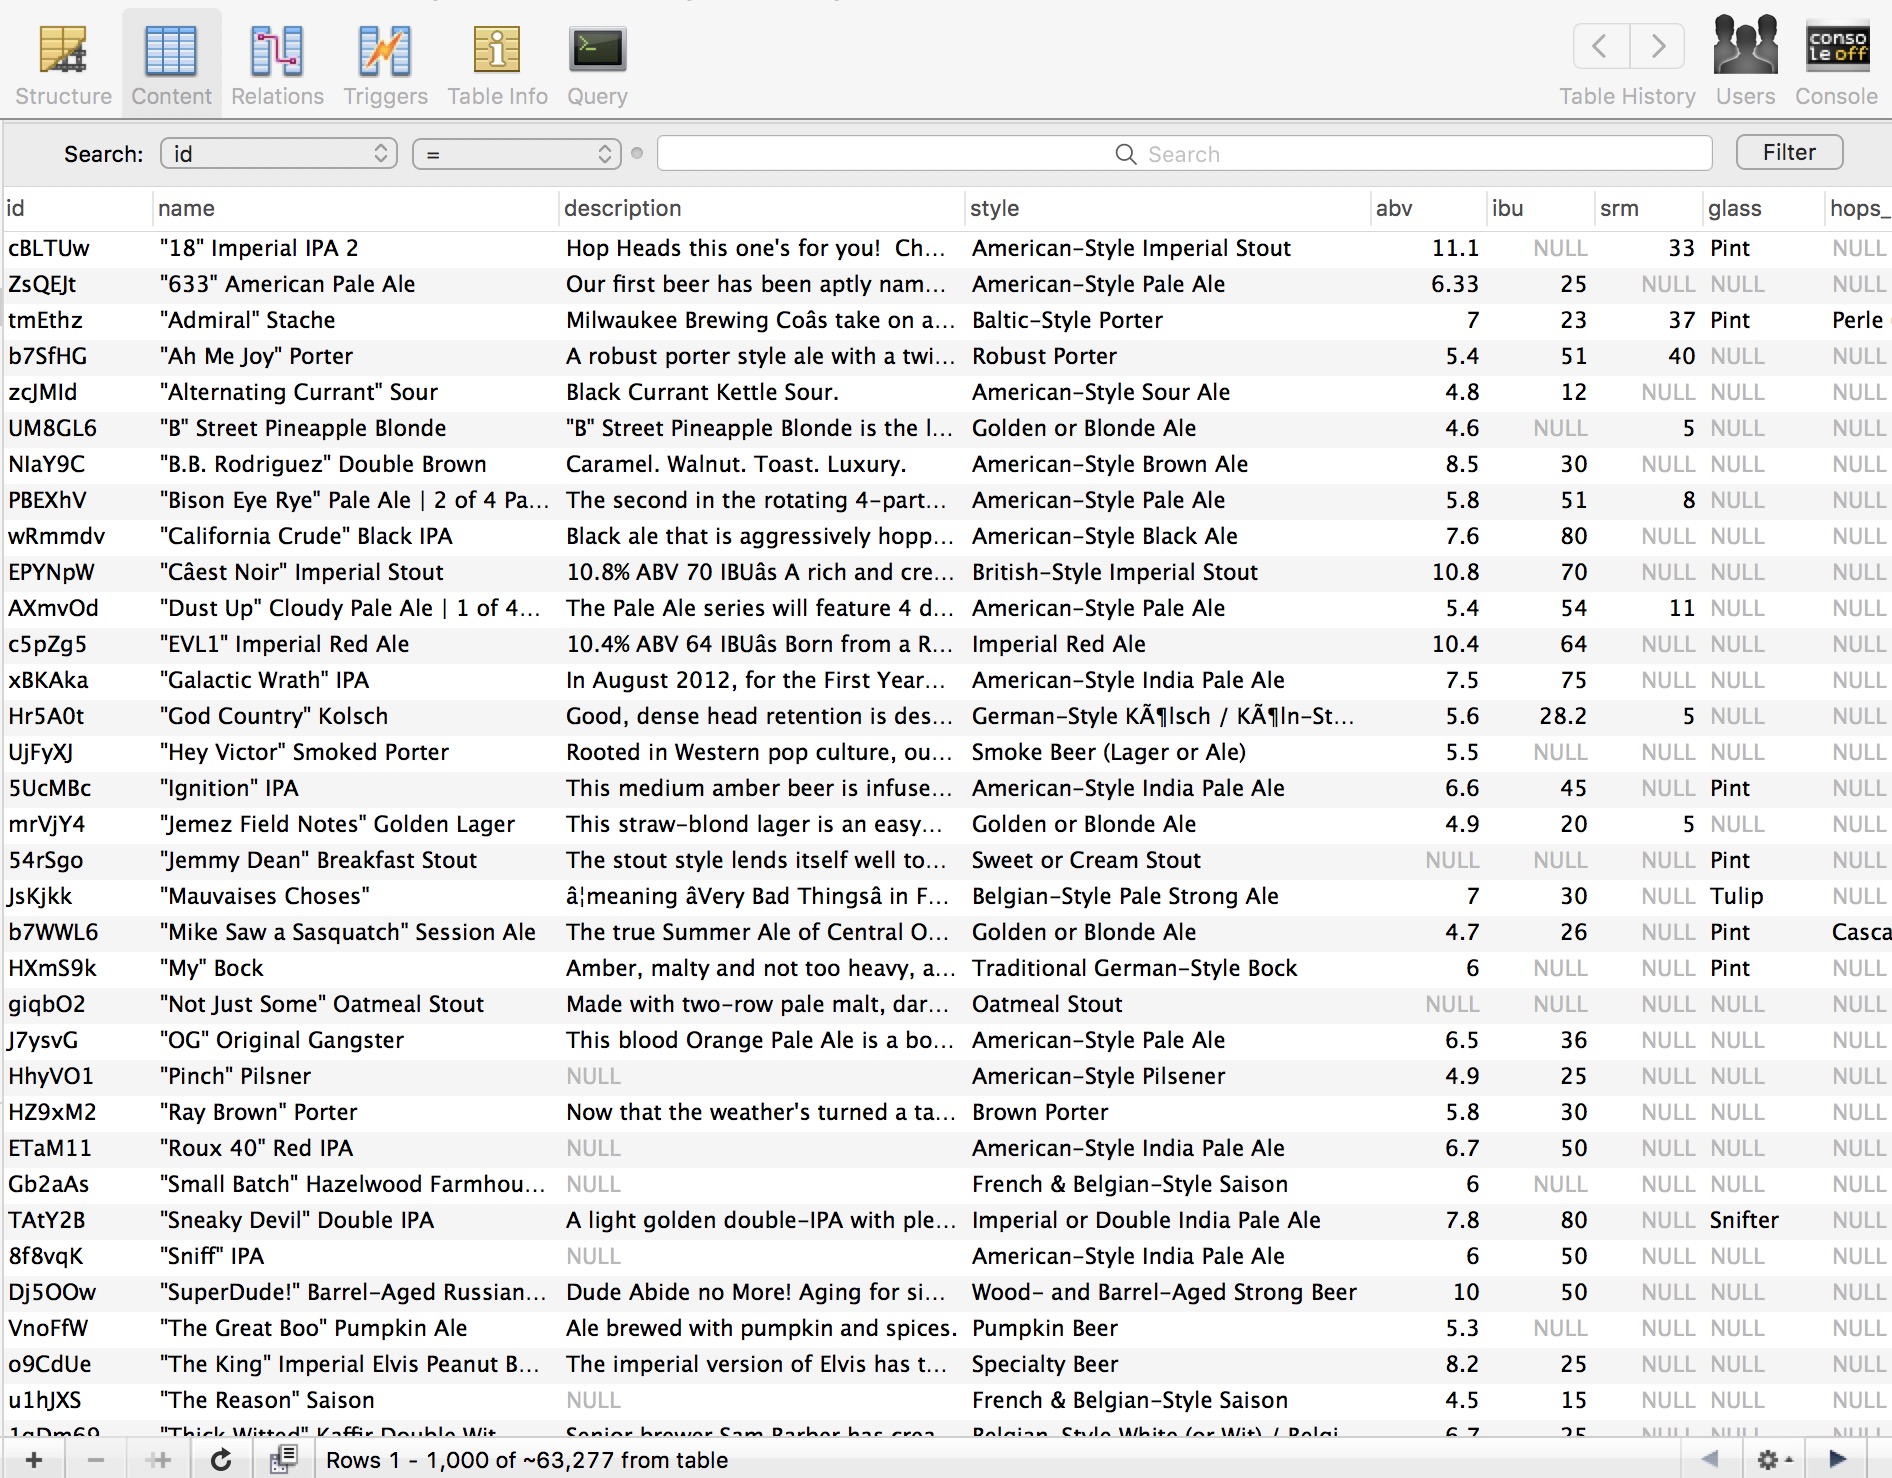 Structure Content Relations Triggers Table Info Query Table History Users conso le off Console
Search: id = Search Filter
id name description style abv ibu srm glass hops_
cBLTUw "18" Imperial IPA 2 Hop Heads this one's for you! Ch... American-Style Imperial Stout 11.1 NULL 33 Pint NULL
ZsQEJt "633" American Pale Ale Our first beer has been aptly nam... American-Style Pale Ale 6.33 25 NULL NULL NULL
tmEthz "Admiral" Stache Milwaukee Brewing Coâs take on a... Baltic-Style Porter 7 23 37 Pint Perle
b7SfHG "Ah Me Joy" Porter A robust porter style ale with a twi... Robust Porter 5.4 51 40 NULL NULL
zcJMId "Alternating Currant" Sour Black Currant Kettle Sour. American-Style Sour Ale 4.8 12 NULL NULL NULL
UM8GL6 "B" Street Pineapple Blonde "B" Street Pineapple Blonde is the l... Golden or Blonde Ale 4.6 NULL 5 NULL NULL
NIaY9C "B.B. Rodriguez" Double Brown Caramel. Walnut. Toast. Luxury. American-Style Brown Ale 8.5 30 NULL NULL NULL
PBEXhV "Bison Eye Rye" Pale Ale | 2 of 4 Pa... The second in the rotating 4-part... American-Style Pale Ale 5.8 51 8 NULL NULL
wRmmdv "California Crude" Black IPA Black ale that is aggressively hopp... American-Style Black Ale 7.6 80 NULL NULL NULL
EPYNpW "Câest Noir" Imperial Stout 10.8% ABV 70 IBUâs A rich and cre... British-Style Imperial Stout 10.8 70 NULL NULL NULL
AXmvOd "Dust Up" Cloudy Pale Ale | 1 of 4... The Pale Ale series will feature 4 d... American-Style Pale Ale 5.4 54 11 NULL NULL
c5pZg5 "EVL1" Imperial Red Ale 10.4% ABV 64 IBUâs Born from a R... Imperial Red Ale 10.4 64 NULL NULL NULL
xBKAka "Galactic Wrath" IPA In August 2012, for the First Year... American-Style India Pale Ale 7.5 75 NULL NULL NULL
Hr5A0t "God Country" Kolsch Good, dense head retention is des... German-Style KÃ¶lsch / KÃ¶ln-St... 5.6 28.2 5 NULL NULL
UjFyXJ "Hey Victor" Smoked Porter Rooted in Western pop culture, ou... Smoke Beer (Lager or Ale) 5.5 NULL NULL NULL NULL
5UcMBc "Ignition" IPA This medium amber beer is infuse... American-Style India Pale Ale 6.6 45 NULL Pint NULL
mrVjY4 "Jemez Field Notes" Golden Lager This straw-blond lager is an easy... Golden or Blonde Ale 4.9 20 5 NULL NULL
54rSgo "Jemmy Dean" Breakfast Stout The stout style lends itself well to... Sweet or Cream Stout NULL NULL NULL Pint NULL
JsKjkk "Mauvaises Choses" â¦meaning âVery Bad Thingsâ in F... Belgian-Style Pale Strong Ale 7 30 NULL Tulip NULL
b7WWL6 "Mike Saw a Sasquatch" Session Ale The true Summer Ale of Central O... Golden or Blonde Ale 4.7 26 NULL Pint Casca
HXmS9k "My" Bock Amber, malty and not too heavy, a... Traditional German-Style Bock 6 NULL NULL Pint NULL
giqbO2 "Not Just Some" Oatmeal Stout Made with two-row pale malt, dar... Oatmeal Stout NULL NULL NULL NULL NULL
J7ysvG "OG" Original Gangster This blood Orange Pale Ale is a bo... American-Style Pale Ale 6.5 36 NULL NULL NULL
HhyVO1 "Pinch" Pilsner NULL American-Style Pilsener 4.9 25 NULL NULL NULL
HZ9xM2 "Ray Brown" Porter Now that the weather's turned a ta... Brown Porter 5.8 30 NULL NULL NULL
ETaM11 "Roux 40" Red IPA NULL American-Style India Pale Ale 6.7 50 NULL NULL NULL
Gb2aAs "Small Batch" Hazelwood Farmhou... NULL French & Belgian-Style Saison 6 NULL NULL NULL NULL
TAtY2B "Sneaky Devil" Double IPA A light golden double-IPA with ple... Imperial or Double India Pale Ale 7.8 80 NULL Snifter NULL
8f8vqK "Sniff" IPA NULL American-Style India Pale Ale 6 50 NULL NULL NULL
Dj5OOw "SuperDude!" Barrel-Aged Russian... Dude Abide no More! Aging for si... Wood- and Barrel-Aged Strong Beer 10 50 NULL NULL NULL
VnoFfW "The Great Boo" Pumpkin Ale Ale brewed with pumpkin and spices. Pumpkin Beer 5.3 NULL NULL NULL NULL
o9CdUe "The King" Imperial Elvis Peanut B... The imperial version of Elvis has t... Specialty Beer 8.2 25 NULL NULL NULL
u1hJXS "The Reason" Saison NULL French & Belgian-Style Saison 4.5 15 NULL NULL NULL
1gDm69 "Thick Witted" Kaffir Double Wit Senior brewer Sam Barber has crea... Belgian-Style White (or Wit) / Belgi... 6.7 25 NULL NULL NULL
Rows 1 - 1,000 of ~63,277 from table